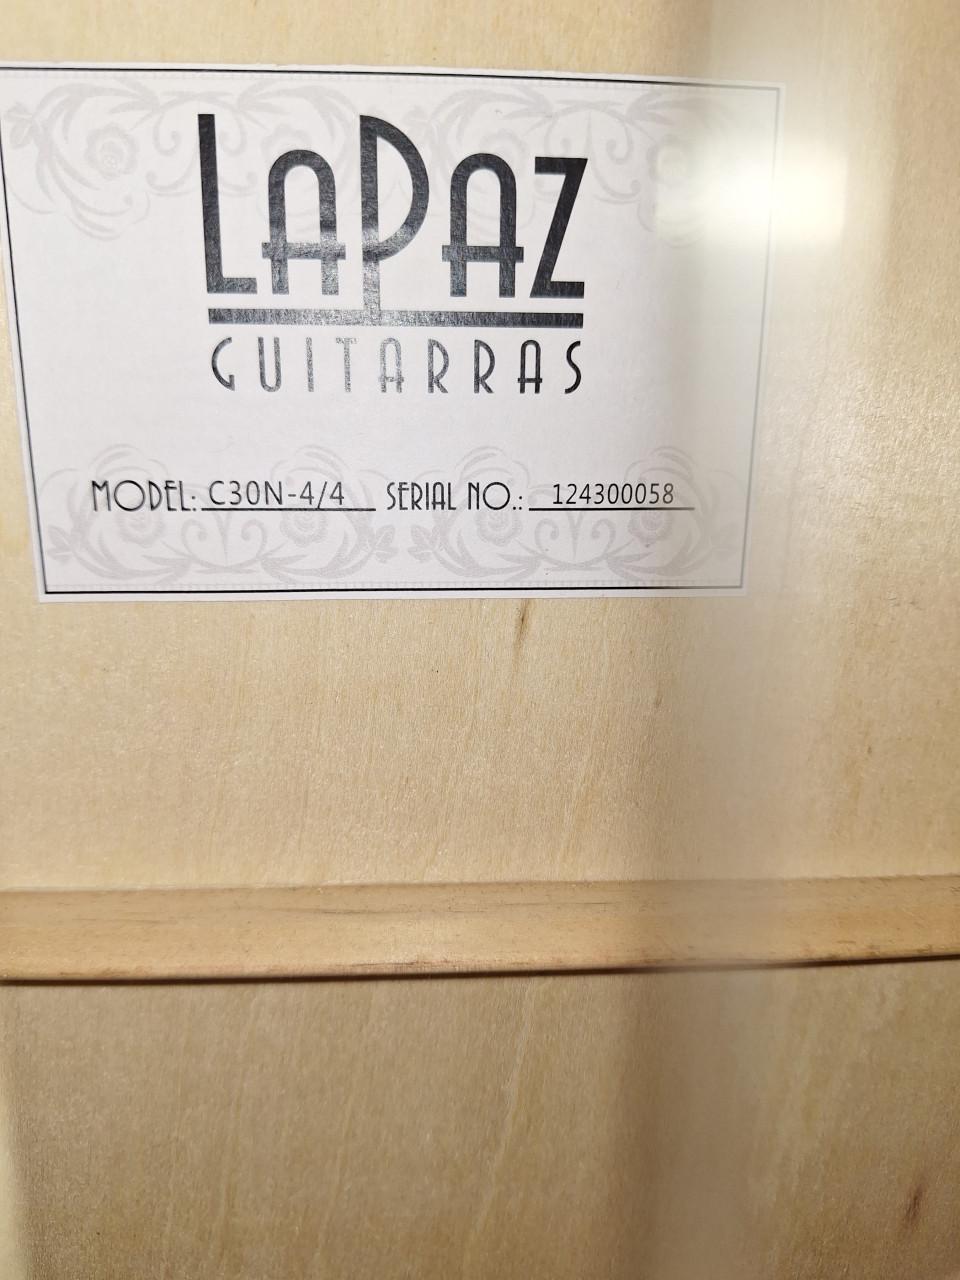 LAPAZ
GUITARRAS
MODEL: C30N-4/4 SERIAL NO.: 124300058